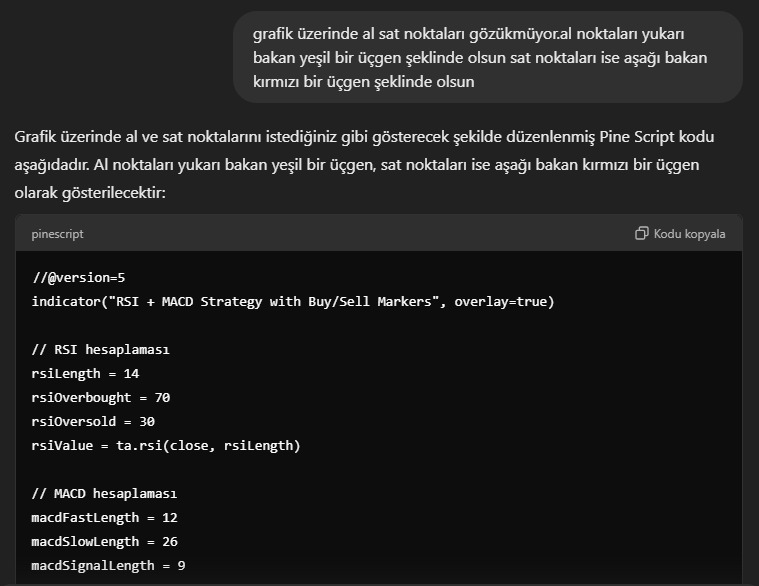 grafik üzerinde al sat noktaları gözükmüyor.al noktaları yukarı
bakan yeşil bir üçgen şeklinde olsun sat noktaları ise aşağı bakan
kırmızı bir üçgen şeklinde olsun
Grafik üzerinde al ve sat noktalarını istediğiniz gibi gösterecek şekilde düzenlenmiş Pine Script kodu
aşağıdadır. Al noktaları yukarı bakan yeşil bir üçgen, sat noktaları ise aşağı bakan kırmızı bir üçgen
olarak gösterilecektir:
pinescript
Kodu kopyala
//@version=5
indicator("RSI + MACD Strategy with Buy/Sell Markers", overlay=true)
// RSI hesaplaması
rsiLength = 14
rsiOverbought = 70
rsiOversold = 30
rsiValue = ta.rsi(close, rsiLength)
// MACD hesaplaması
macdFastLength = 12
macdSlowLength = 26
macdSignalLength = 9